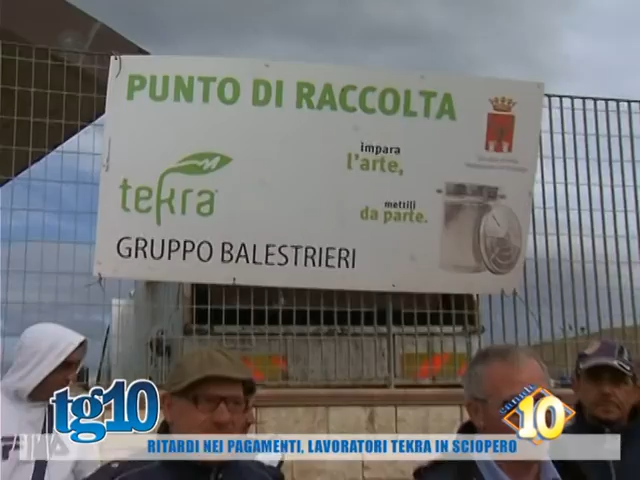 PUNTO DI RACCOLTA
impara
l'arte,
tekra
mettili
da parte.
GRUPPO BALESTRIERI
tg10
canale
10
RITARDI NEI PAGAMENTI, LAVORATORI TEKRA IN SCIOPERO